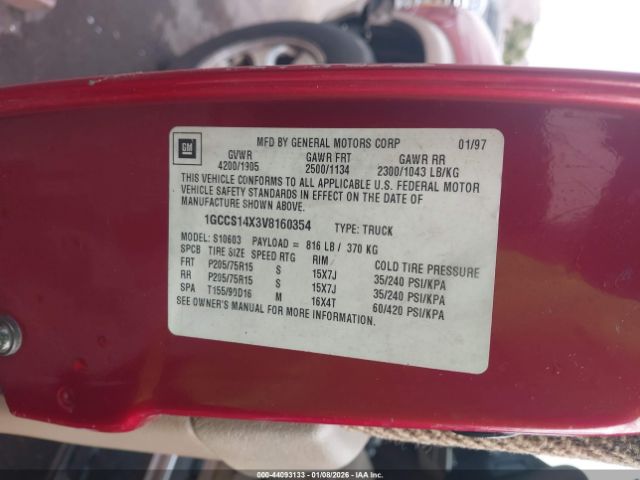 GM
MFD BY GENERAL MOTORS CORP 01/97
GVWR GAWR FRT GAWR RR
4200/1905 2500/1134 2300/1043 LB/KG
THIS VEHICLE CONFORMS TO ALL APPLICABLE U.S. FEDERAL MOTOR
VEHICLE SAFETY STANDARDS IN EFFECT ON THE DATE OF
MANUFACTURE SHOWN ABOVE.
1GCCS14X3V8160354 TYPE: TRUCK
MODEL: S10603 PAYLOAD = 816 LB / 370 KG
SPCB TIRE SIZE SPEED RTG RIM COLD TIRE PRESSURE
FRT P205/75R15 S 15X7J 35/240 PSI/KPA
RR P205/75R15 S 15X7J 35/240 PSI/KPA
SPA T155/90D16 M 16X4T 60/420 PSI/KPA
SEE OWNER'S MANUAL FOR MORE INFORMATION.
000-44093133 - 01/08/2026 - IAAI.COM